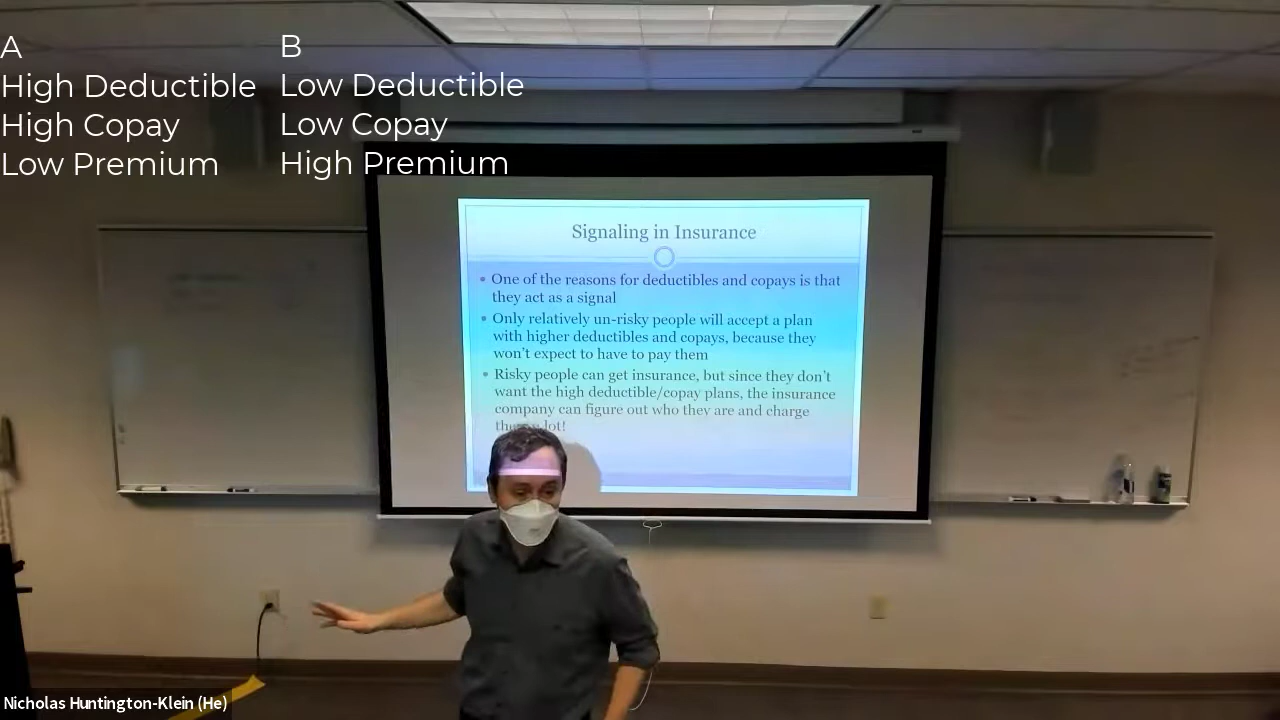 A
High Deductible
High Copay
Low Premium
B
Low Deductible
Low Copay
High Premium
Signaling in Insurance
• One of the reasons for deductibles and copays is that
they act as a signal
• Only relatively un-risky people will accept a plan
with higher deductibles and copays, because they
won't expect to have to pay them
• Risky people can get insurance, but since they don't
want the high deductible/copay plans, the insurance
company can figure out who they are and charge
lot!
Nicholas Huntington-Klein (He)